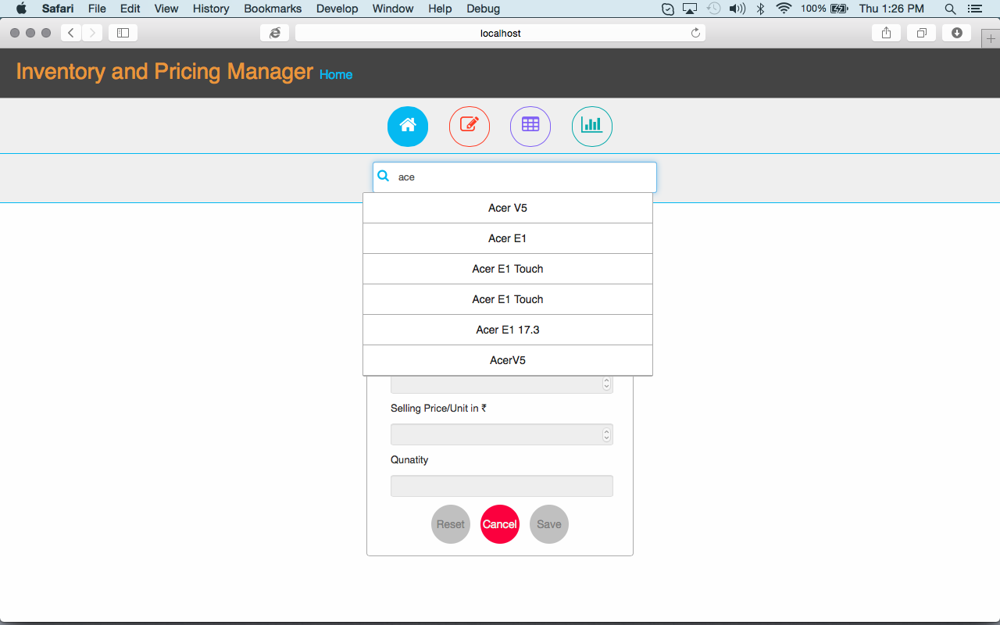 Safari File Edit View History Bookmarks Develop Window Help Debug 100% Thu 1:26 PM
localhost
Inventory and Pricing Manager Home
ace
Acer V5
Acer E1
Acer E1 Touch
Acer E1 Touch
Acer E1 17.3
AcerV5
Selling Price/Unit in ₹
Qunatity
Reset Cancel Save